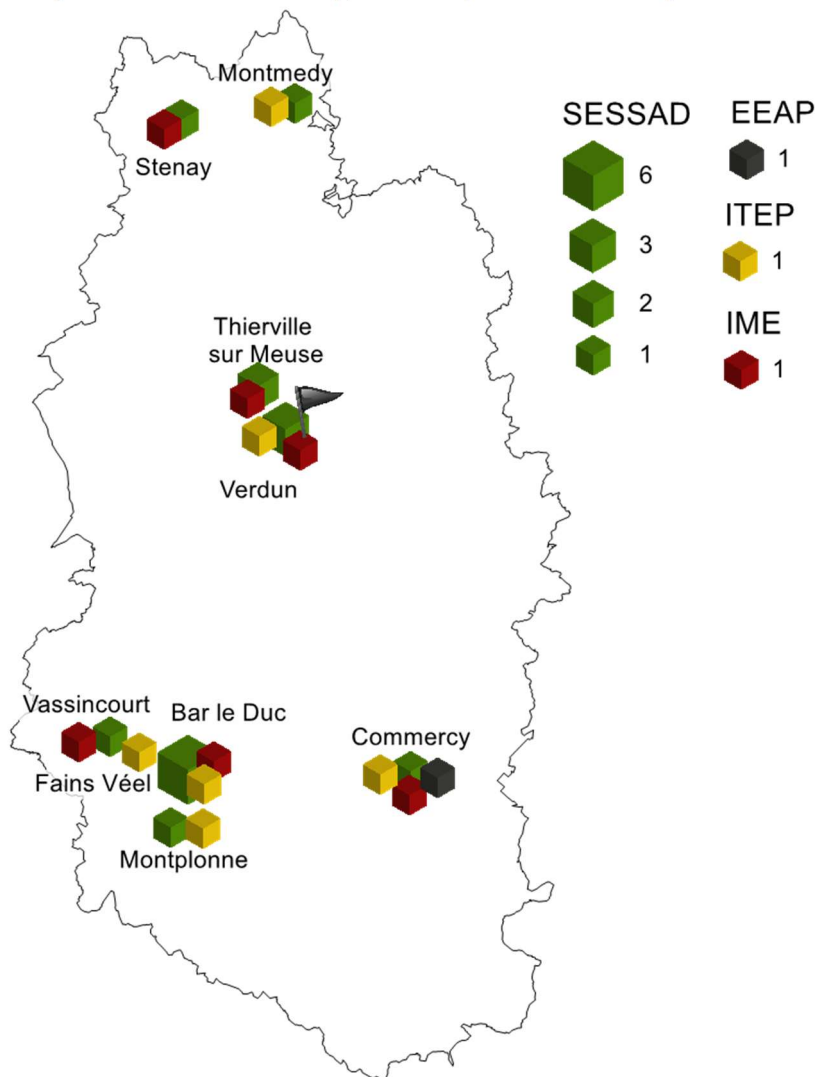 Montmedy
Stenay
Thierville
sur Meuse
Verdun
Vassincourt
Bar le Duc
Fains Véel
Montplonne
Commercy
SESSAD
6
3
2
1
EEAP
1
ITEP
1
IME
1